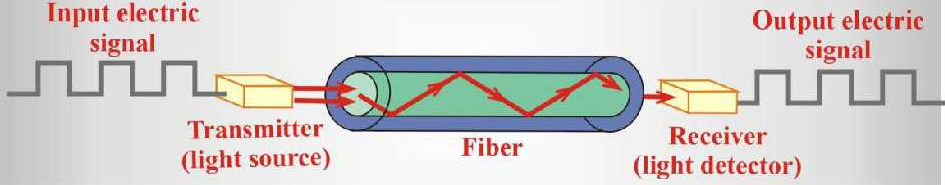 Input electric
signal
Output electric
signal
Transmitter
(light source)
Fiber
Receiver
(light detector)